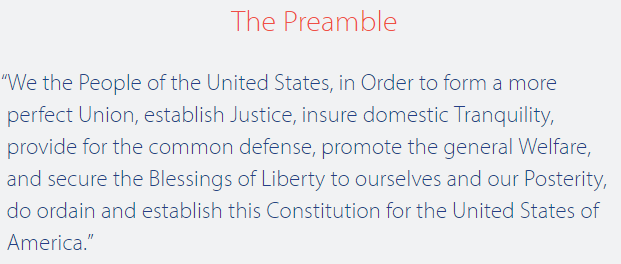 The Preamble
“We the People of the United States, in Order to form a more
perfect Union, establish Justice, insure domestic Tranquility,
provide for the common defense, promote the general Welfare,
and secure the Blessings of Liberty to ourselves and our Posterity,
do ordain and establish this Constitution for the United States of
America.”